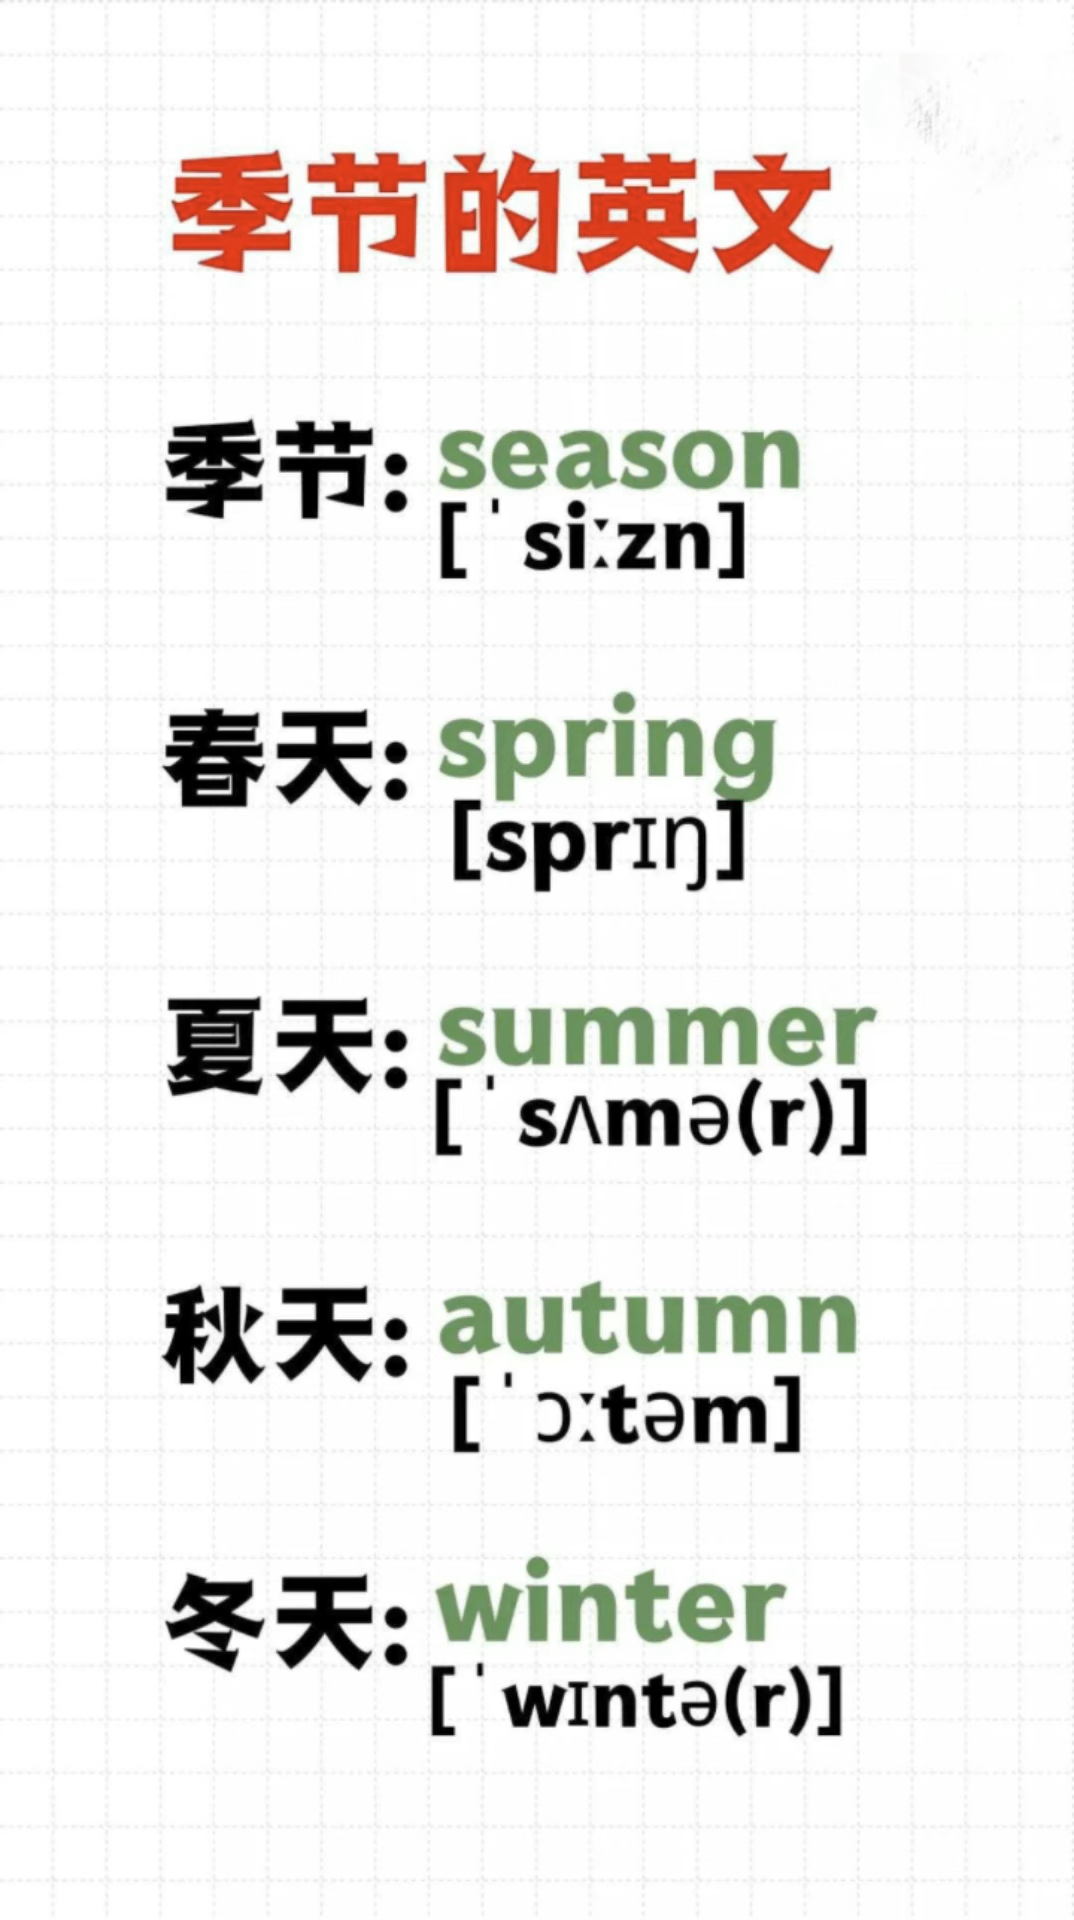 季节的英文
季节: season
[ˈsiːzn]
春天: spring
[sprɪŋ]
夏天: summer
[ˈsʌmə(r)]
秋天: autumn
[ˈɔːtəm]
冬天: winter
[ˈwɪntə(r)]